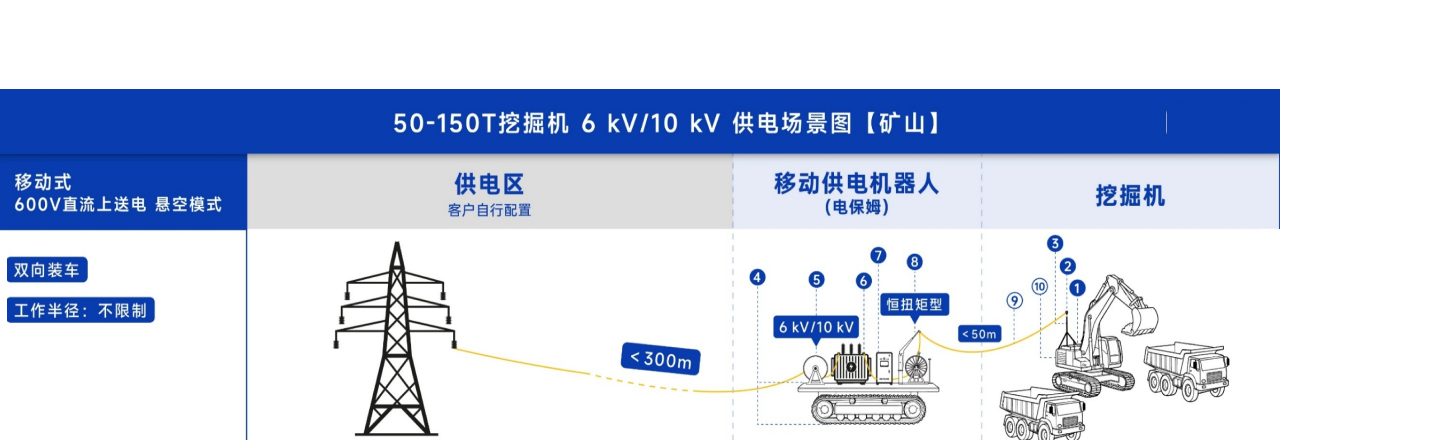 50-150T挖掘机 6 kV/10 kV 供电场景图【矿山】
移动式
600V直流上送电 悬空模式
供电区
客户自行配置
移动供电机器人
(电保姆)
挖掘机
双向装车
工作半径：不限制
3
7
8
2
4
5
6
10
1
9
恒扭矩型
6 kV/10 kV
<50m
<300m